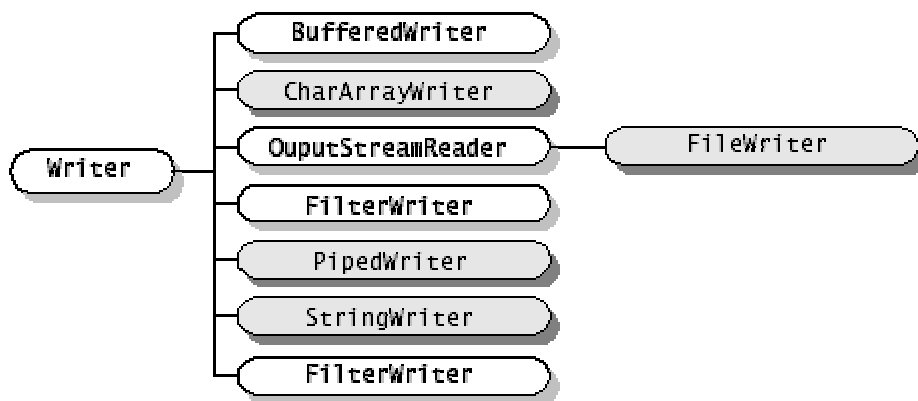 BufferedWriter
CharArrayWriter
OuputStreamReader
FileWriter
Writer
FilterWriter
PipedWriter
StringWriter
FilterWriter